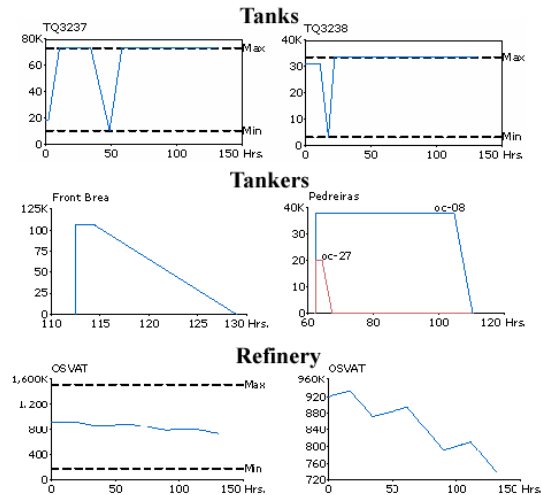 Tanks
TQ3237
TQ3238
80K
60
40
20
0
Max
Min
0 50 100 150 Hrs.
40K
30
20
10
0
Max
Min
0 50 100 150 Hrs.
Tankers
Front Brea
Pedreiras
125K
100
75
50
25
0
110 115 120 125 130 Hrs.
40K
30
20
10
0
oc-08
oc-27
60 80 100 120 Hrs.
Refinery
OSVAT
OSVAT
1,600K
1,200
800
400
0
Max
Min
0 50 100 150 Hrs.
960K
920
880
840
800
760
720
0 50 100 150 Hrs.